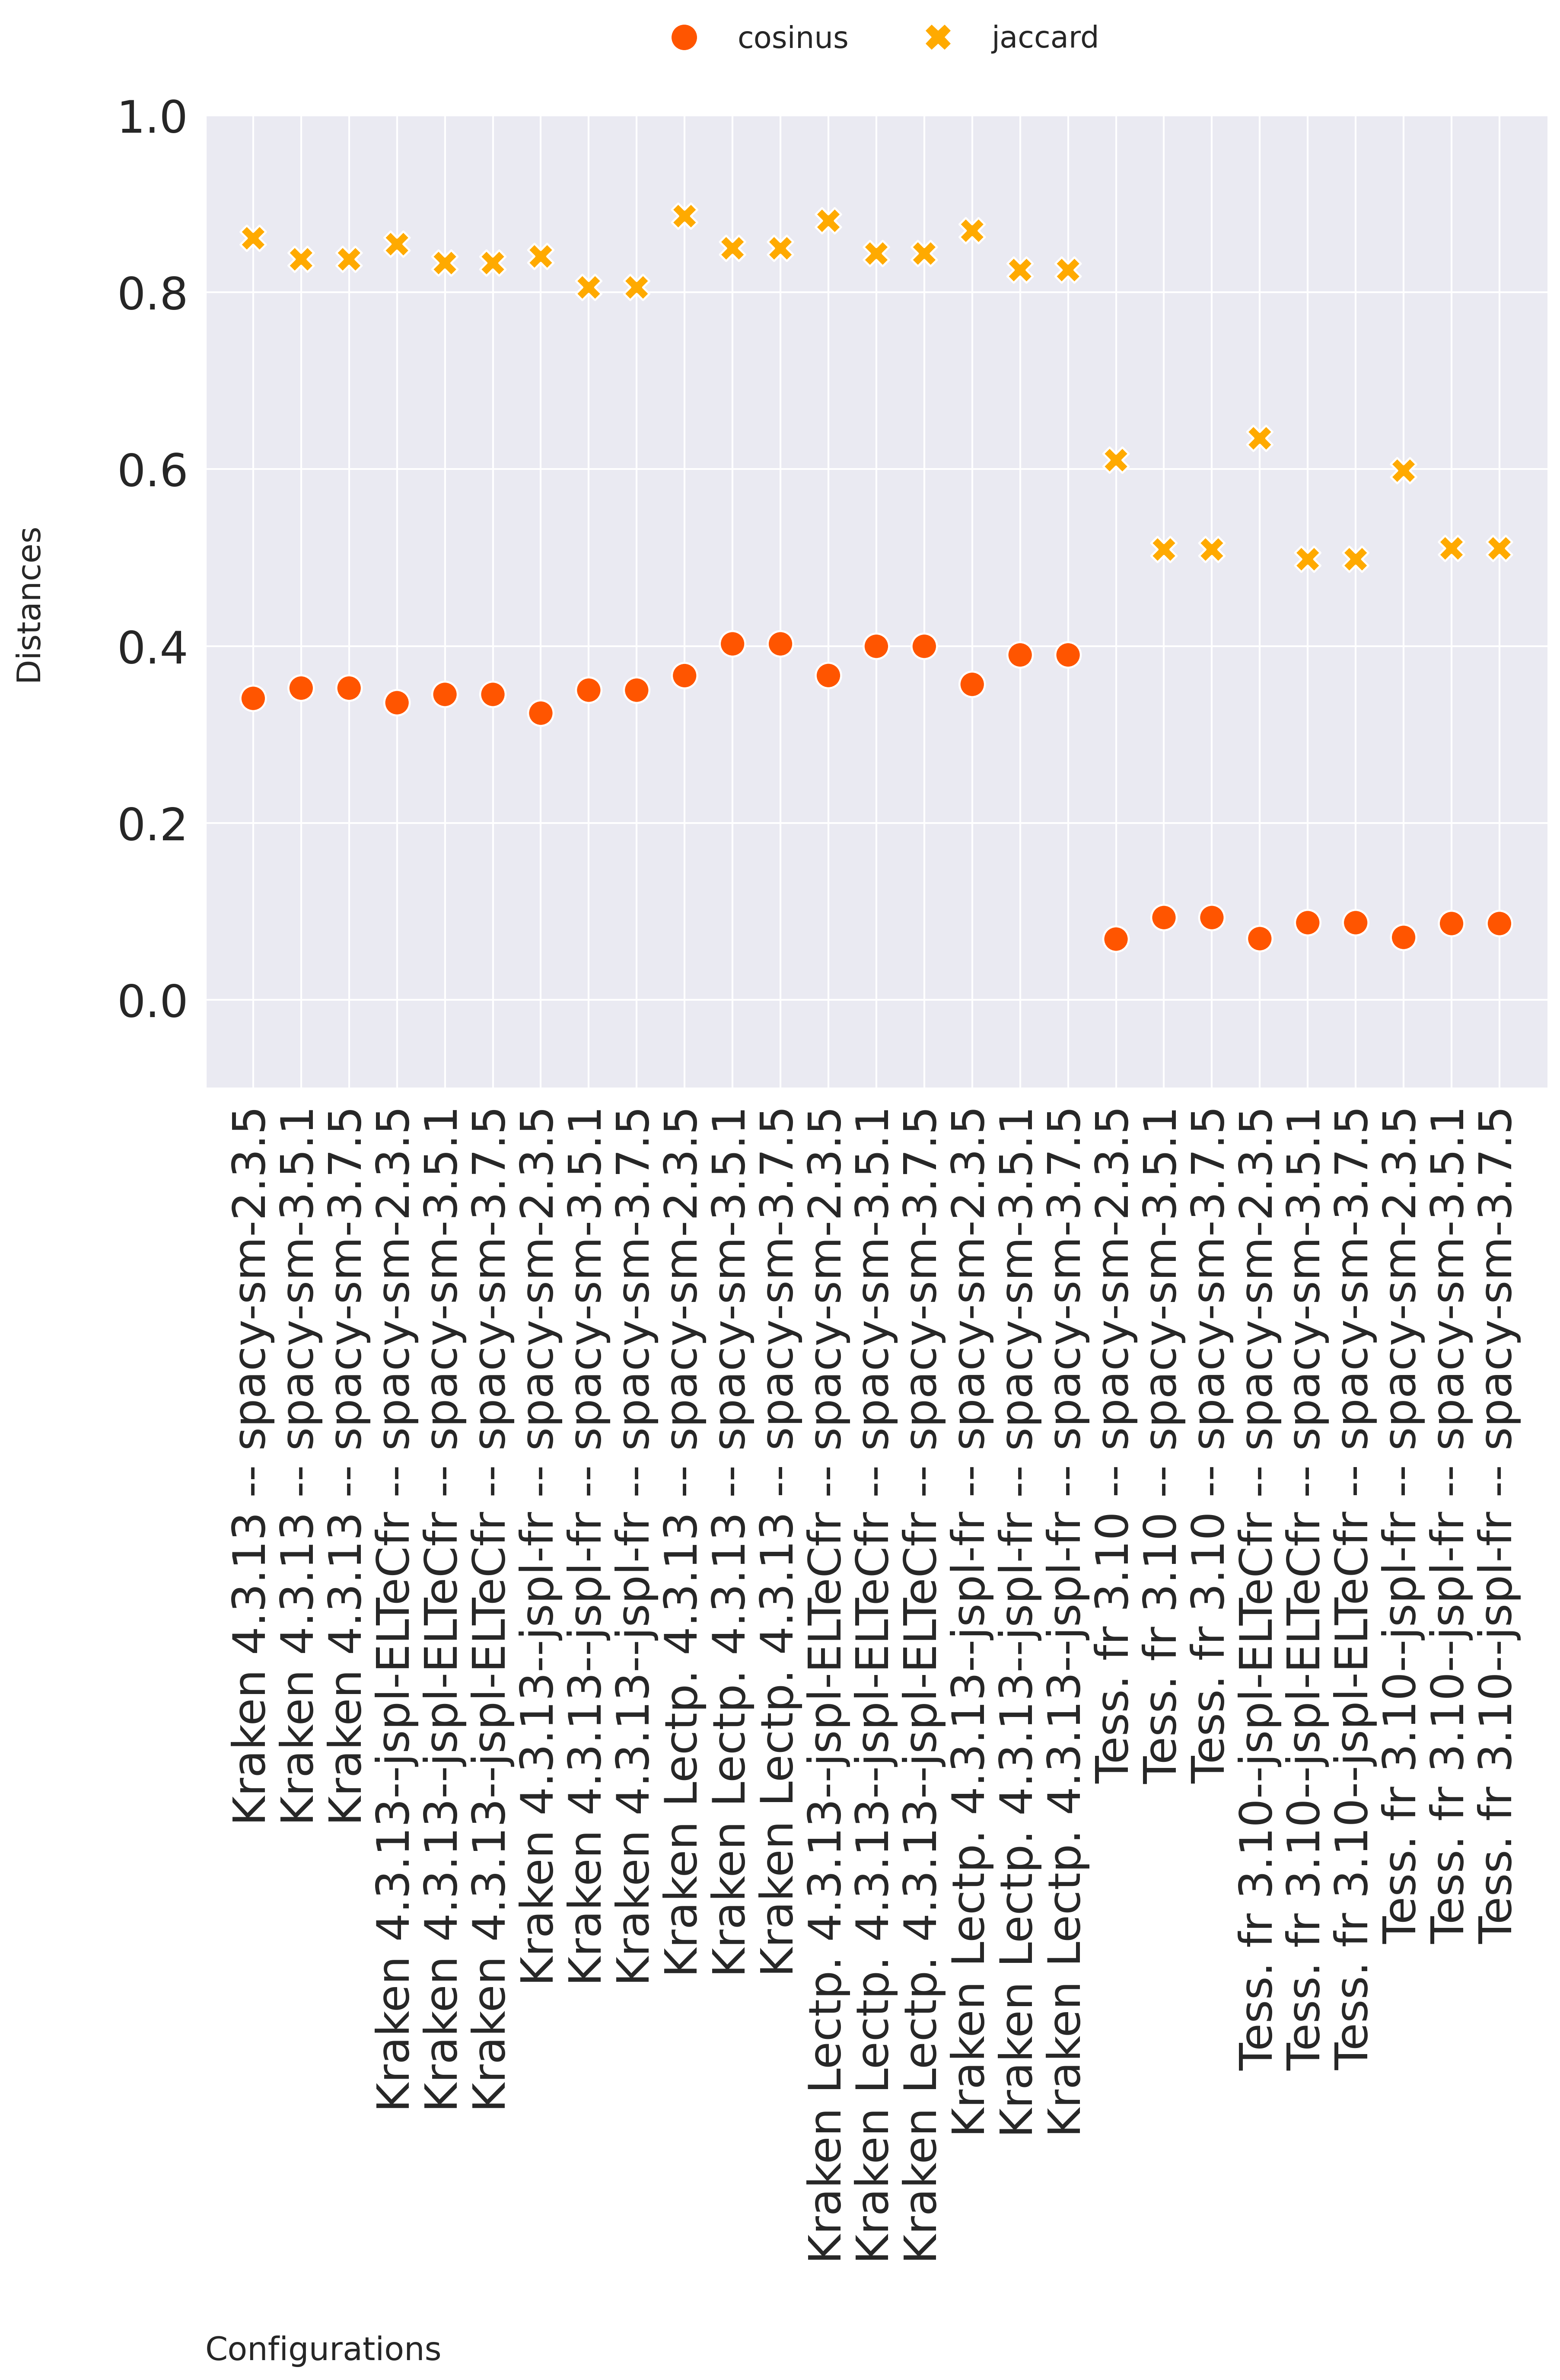 cosinus jaccard
1.0
0.8
0.6
0.4
0.2
0.0
Distances
Kraken 4.3.13 -- spacy-sm-2.3.5
Kraken 4.3.13 -- spacy-sm-3.5.1
Kraken 4.3.13 -- spacy-sm-3.7.5
Kraken 4.3.13--jspl-ELTeCfr -- spacy-sm-2.3.5
Kraken 4.3.13--jspl-ELTeCfr -- spacy-sm-3.5.1
Kraken 4.3.13--jspl-ELTeCfr -- spacy-sm-3.7.5
Kraken 4.3.13--jspl-fr -- spacy-sm-2.3.5
Kraken 4.3.13--jspl-fr -- spacy-sm-3.5.1
Kraken 4.3.13--jspl-fr -- spacy-sm-3.7.5
Kraken Lectp. 4.3.13 -- spacy-sm-2.3.5
Kraken Lectp. 4.3.13 -- spacy-sm-3.5.1
Kraken Lectp. 4.3.13 -- spacy-sm-3.7.5
Kraken Lectp. 4.3.13--jspl-ELTeCfr -- spacy-sm-2.3.5
Kraken Lectp. 4.3.13--jspl-ELTeCfr -- spacy-sm-3.5.1
Kraken Lectp. 4.3.13--jspl-ELTeCfr -- spacy-sm-3.7.5
Kraken Lectp. 4.3.13--jspl-fr -- spacy-sm-2.3.5
Kraken Lectp. 4.3.13--jspl-fr -- spacy-sm-3.5.1
Kraken Lectp. 4.3.13--jspl-fr -- spacy-sm-3.7.5
Tess. fr 3.10 -- spacy-sm-2.3.5
Tess. fr 3.10 -- spacy-sm-3.5.1
Tess. fr 3.10 -- spacy-sm-3.7.5
Tess. fr 3.10--jspl-ELTeCfr -- spacy-sm-2.3.5
Tess. fr 3.10--jspl-ELTeCfr -- spacy-sm-3.5.1
Tess. fr 3.10--jspl-ELTeCfr -- spacy-sm-3.7.5
Tess. fr 3.10--jspl-fr -- spacy-sm-2.3.5
Tess. fr 3.10--jspl-fr -- spacy-sm-3.5.1
Tess. fr 3.10--jspl-fr -- spacy-sm-3.7.5
Configurations